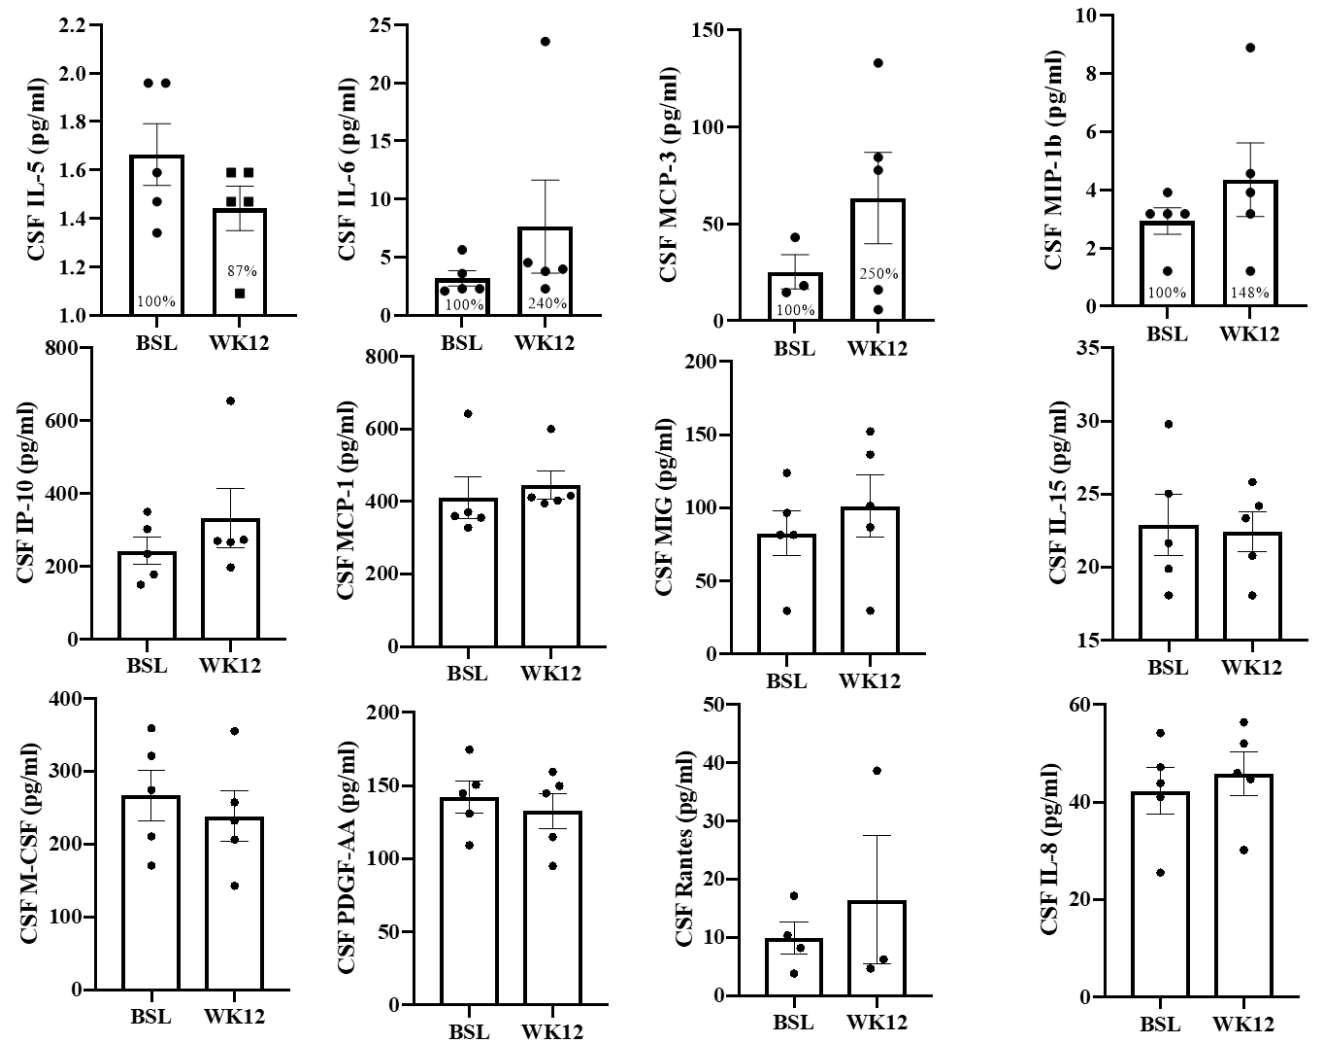 CSF IL-5 (pg/ml)
2.2
2.0
1.8
1.6
1.4
1.2
1.0
100%
87%
BSL WK12
CSF IL-6 (pg/ml)
25
20
15
10
5
0
100%
240%
BSL WK12
CSF MCP-3 (pg/ml)
150
100
50
0
100%
250%
BSL WK12
CSF MIP-1b (pg/ml)
10
8
6
4
2
0
100%
148%
BSL WK12
CSF IP-10 (pg/ml)
800
600
400
200
0
BSL WK12
CSF MCP-1 (pg/ml)
800
600
400
200
0
BSL WK12
CSF MIG (pg/ml)
200
150
100
50
0
BSL WK12
CSF IL-15 (pg/ml)
35
30
25
20
15
BSL WK12
CSF M-CSF (pg/ml)
400
300
200
100
0
BSL WK12
CSF PDGF-AA (pg/ml)
200
150
100
50
0
BSL WK12
CSF Rantes (pg/ml)
50
40
30
20
10
0
BSL WK12
CSF IL-8 (pg/ml)
60
40
20
0
BSL WK12